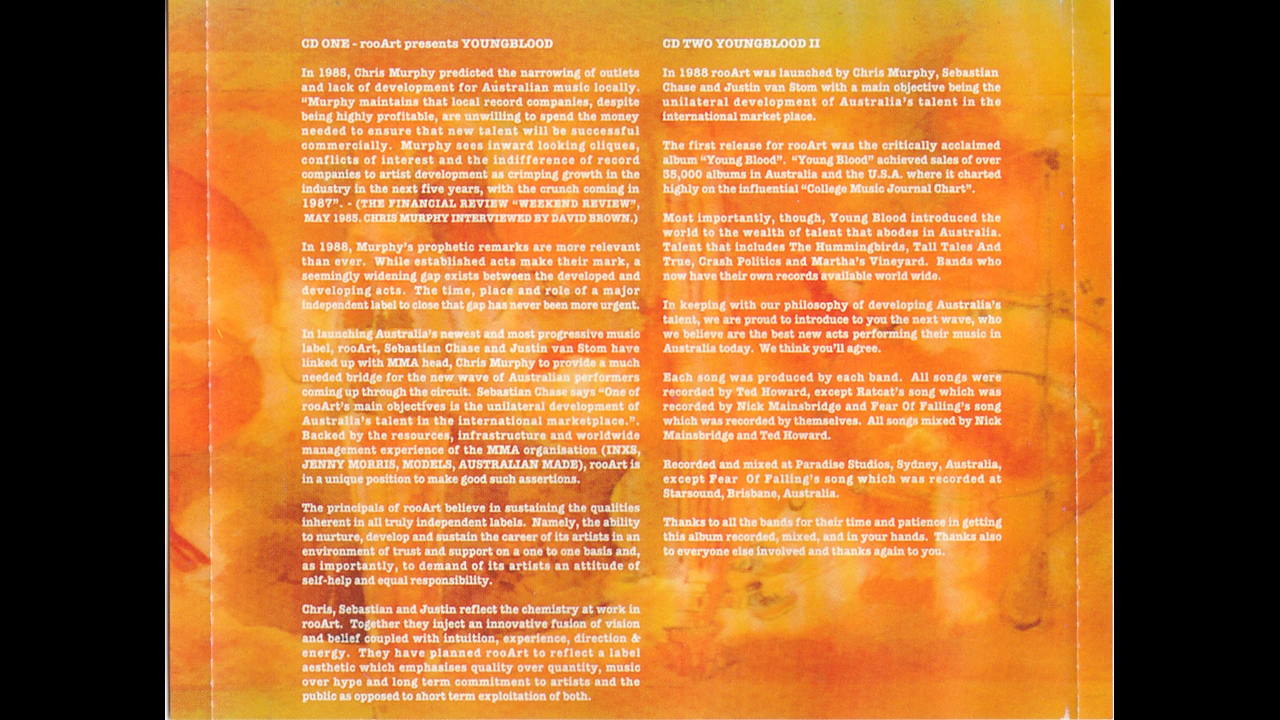 CD ONE - rooArt presents YOUNGBLOOD
In 1985, Chris Murphy predicted the narrowing of outlets
and lack of development for Australian music locally.
"Murphy maintains that local record companies, despite
being highly profitable, are unwilling to spend the money
needed to ensure that new talent will be successful
commercially. Murphy sees inward looking cliques,
conflicts of interest and the indifference of record
companies to artist development as crimping growth in the
industry in the next five years, with the crunch coming in
1987". - (THE FINANCIAL REVIEW "WEEKEND REVIEW",
MAY 1985. CHRIS MURPHY INTERVIEWED BY DAVID BROWN.)
In 1988, Murphy's prophetic remarks are more relevant
than ever. While established acts make their mark, a
seemingly widening gap exists between the developed and
developing acts. The time, place and role of a major
independent label to close that gap has never been more urgent.
In launching Australia's newest and most progressive music
label, rooArt, Sebastian Chase and Justin van Stom have
linked up with MMA head, Chris Murphy to provide a much
needed bridge for the new wave of Australian performers
coming up through the circuit. Sebastian Chase says "One of
rooArt's main objectives is the unilateral development of
Australia's talent in the international marketplace.".
Backed by the resources, infrastructure and worldwide
management experience of the MMA organisation (INXS,
JENNY MORRIS, MODELS, AUSTRALIAN MADE), rooArt is
in a unique position to make good such assertions.
The principals of rooArt believe in sustaining the qualities
inherent in all truly independent labels. Namely, the ability
to nurture, develop and sustain the career of its artists in an
environment of trust and support on a one to one basis and,
as importantly, to demand of its artists an attitude of
self-help and equal responsibility.
Chris, Sebastian and Justin reflect the chemistry at work in
rooArt. Together they inject an innovative fusion of vision
and belief coupled with intuition, experience, direction &
energy. They have planned rooArt to reflect a label
aesthetic which emphasises quality over quantity, music
over hype and long term commitment to artists and the
public as opposed to short term exploitation of both.
CD TWO YOUNGBLOOD II
In 1988 rooArt was launched by Chris Murphy, Sebastian
Chase and Justin van Stom with a main objective being the
unilateral development of Australia's talent in the
international market place.
The first release for rooArt was the critically acclaimed
album "Young Blood". "Young Blood" achieved sales of over
35,000 albums in Australia and the U.S.A. where it charted
highly on the influential "College Music Journal Chart".
Most importantly, though, Young Blood introduced the
world to the wealth of talent that abodes in Australia.
Talent that includes The Hummingbirds, Tall Tales And
True, Crash Politics and Martha's Vineyard. Bands who
now have their own records available world wide.
In keeping with our philosophy of developing Australia's
talent, we are proud to introduce to you the next wave, who
we believe are the best new acts performing their music in
Australia today. We think you'll agree.
Each song was produced by each band. All songs were
recorded by Ted Howard, except Ratcat's song which was
recorded by Nick Mainsbridge and Fear Of Falling's song
which was recorded by themselves. All songs mixed by Nick
Mainsbridge and Ted Howard.
Recorded and mixed at Paradise Studios, Sydney, Australia,
except Fear Of Falling's song which was recorded at
Starsound, Brisbane, Australia.
Thanks to all the bands for their time and patience in getting
this album recorded, mixed, and in your hands. Thanks also
to everyone else involved and thanks again to you.